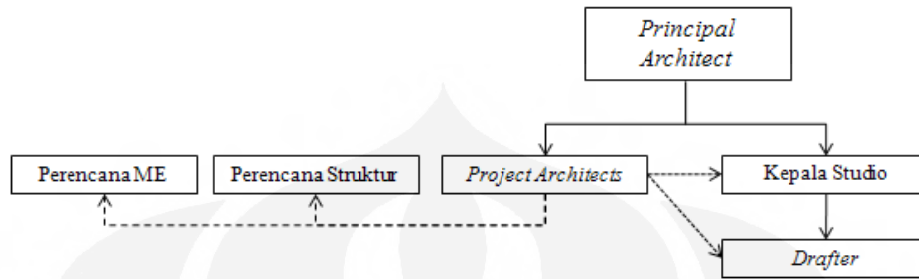 Principal
Architect
Perencana ME
Perencana Struktur
Project Architects
Kepala Studio
Drafter